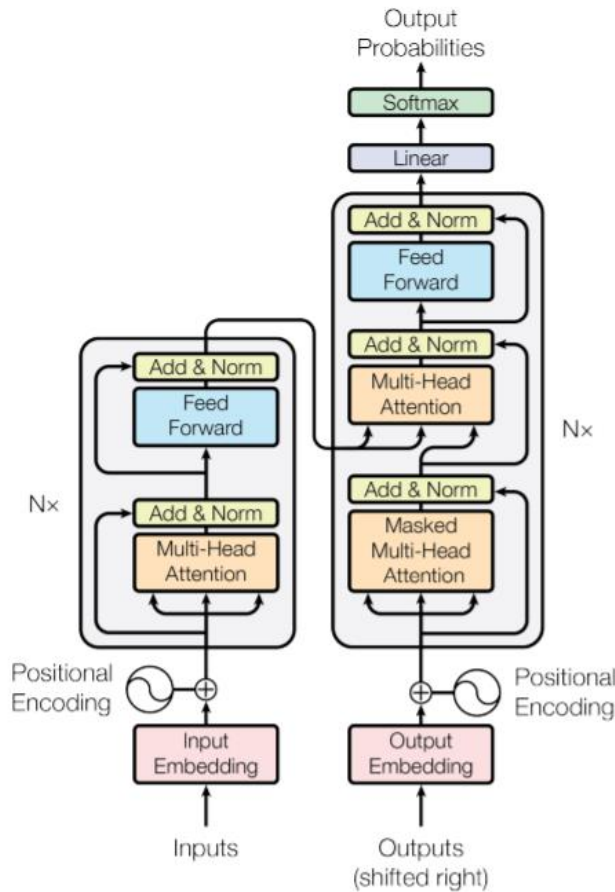 Output
Probabilities
Softmax
Linear
Add & Norm
Feed
Forward
Add & Norm
Multi-Head
Attention
Add & Norm
Masked
Multi-Head
Attention
N×
Add & Norm
Feed
Forward
Add & Norm
Multi-Head
Attention
N×
Positional
Encoding
Positional
Encoding
Input
Embedding
Output
Embedding
Inputs
Outputs
(shifted right)